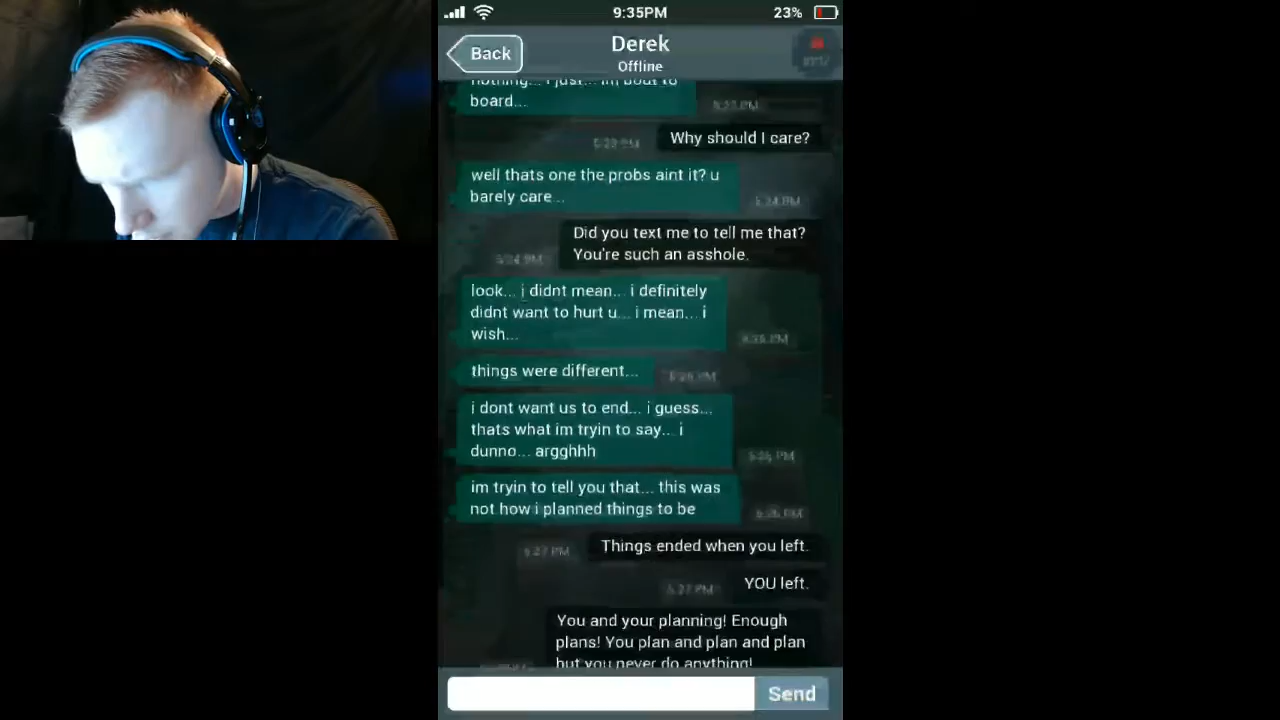 9:35PM
23%
Back
Derek
Offline
board...
Why should I care?
well thats one the probs aint it? u
barely care...
Did you text me to tell me that?
You're such an asshole.
look... i didnt mean... i definitely
didnt want to hurt u... i mean... i
wish...
things were different...
i dont want us to end... i guess...
thats what im tryin to say... i
dunno... argghhh
im tryin to tell you that... this was
not how i planned things to be
Things ended when you left.
YOU left.
You and your planning! Enough
plans! You plan and plan and plan
but you never do anything!
Send